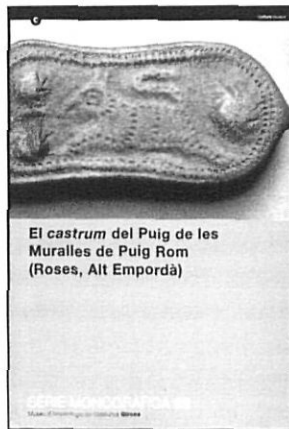 El castrum del Puig de les
Muralles de Puig Rom
(Roses, Alt Empordà)
SÈRIE MONOGRÀFICA
Girona